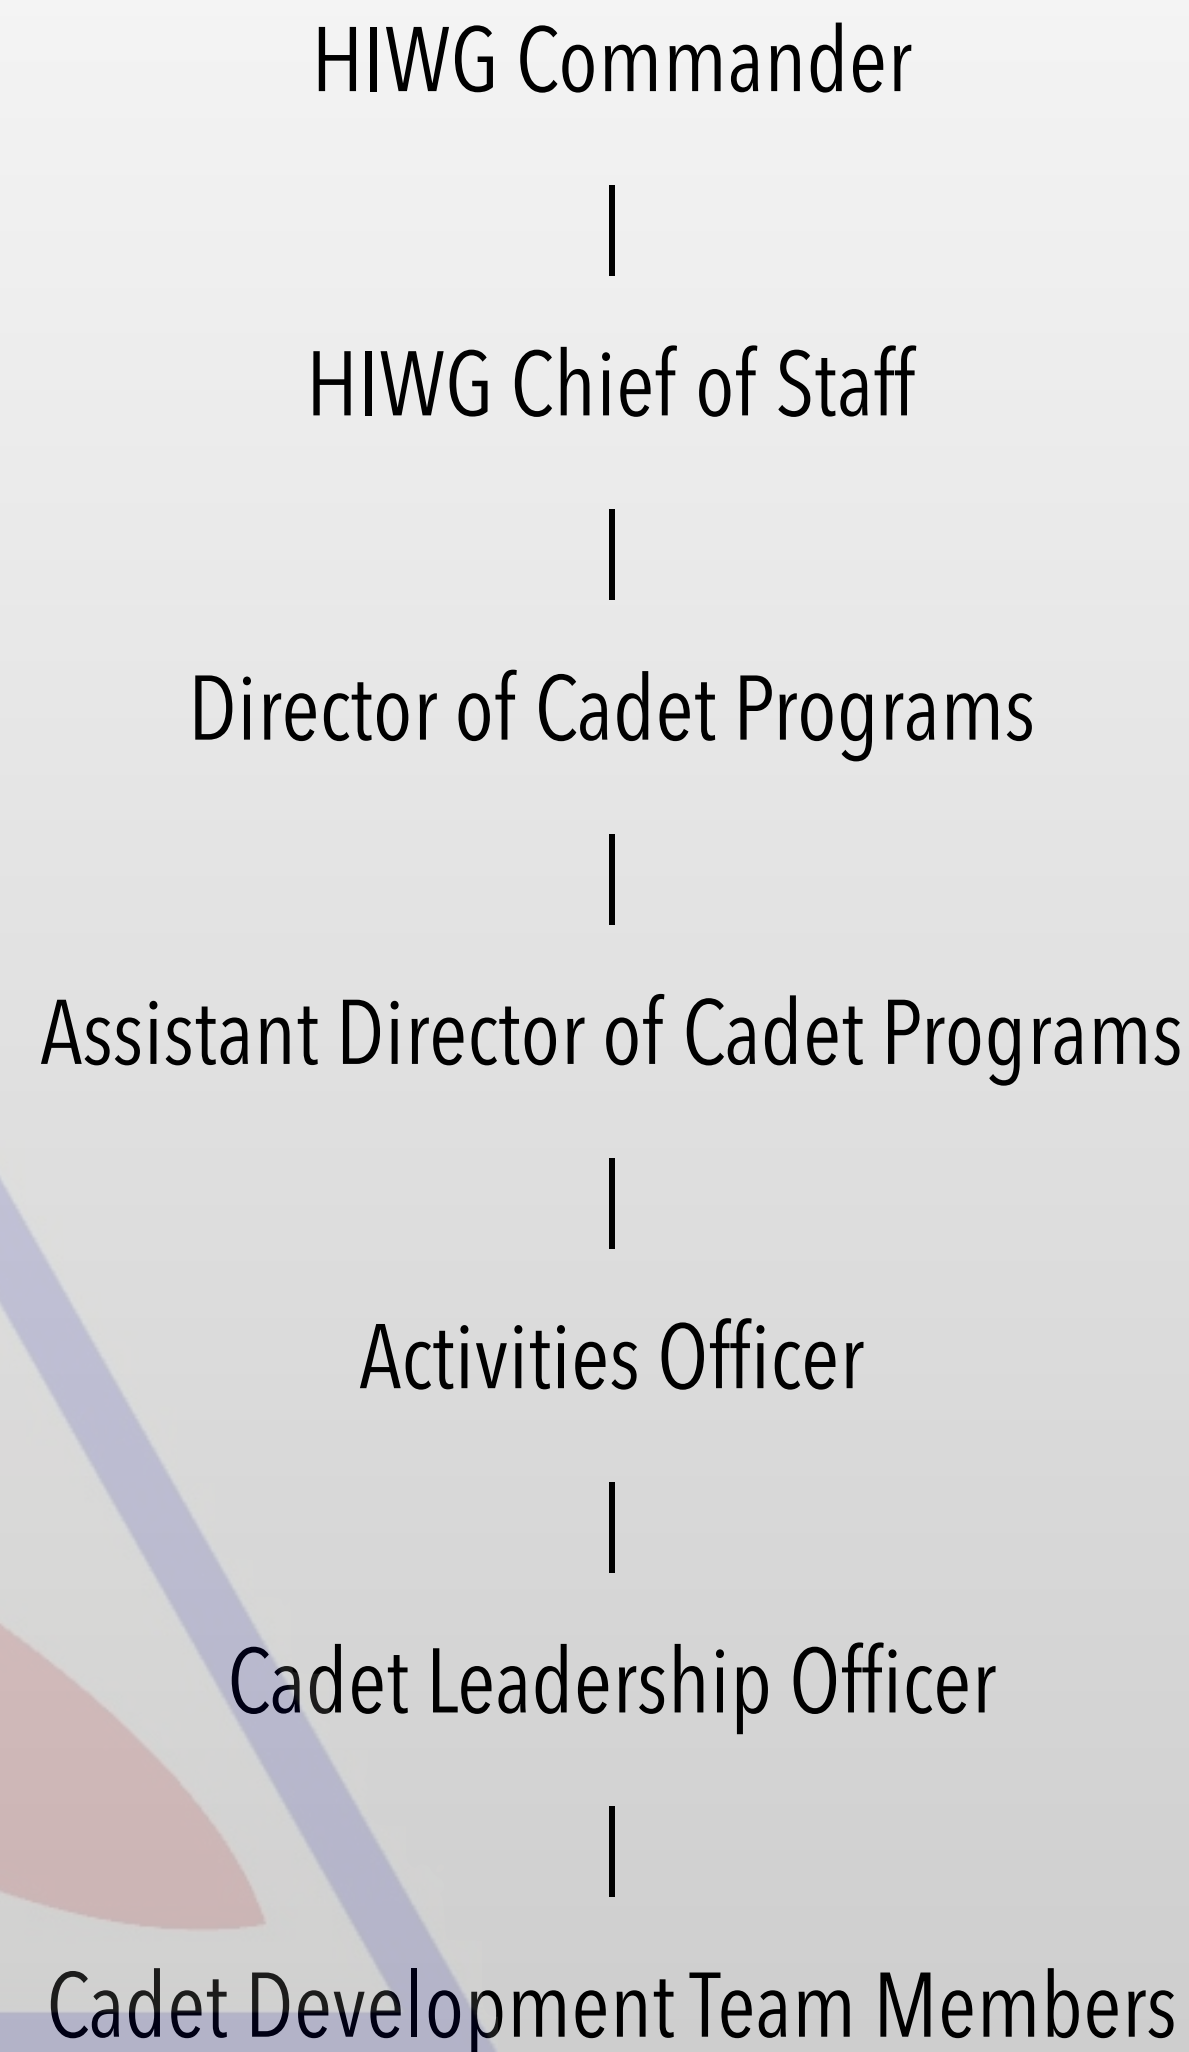 HIWG Commander
HIWG Chief of Staff
Director of Cadet Programs
Assistant Director of Cadet Programs
Activities Officer
Cadet Leadership Officer
Cadet Development Team Members